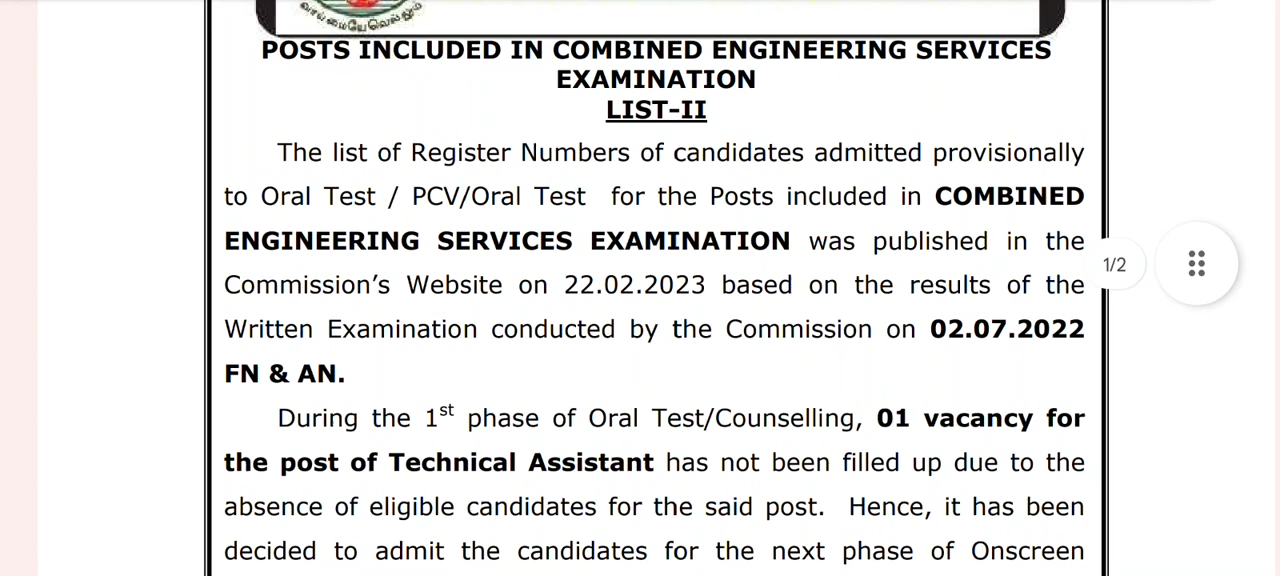 வாய்மையே வெல்லும்
POSTS INCLUDED IN COMBINED ENGINEERING SERVICES
EXAMINATION
LIST-II
The list of Register Numbers of candidates admitted provisionally
to Oral Test / PCV/Oral Test for the Posts included in COMBINED
ENGINEERING SERVICES EXAMINATION was published in the
Commission's Website on 22.02.2023 based on the results of the
1/2
Written Examination conducted by the Commission on 02.07.2022
FN & AN.
During the 1st phase of Oral Test/Counselling, 01 vacancy for
the post of Technical Assistant has not been filled up due to the
absence of eligible candidates for the said post. Hence, it has been
decided to admit the candidates for the next phase of Onscreen